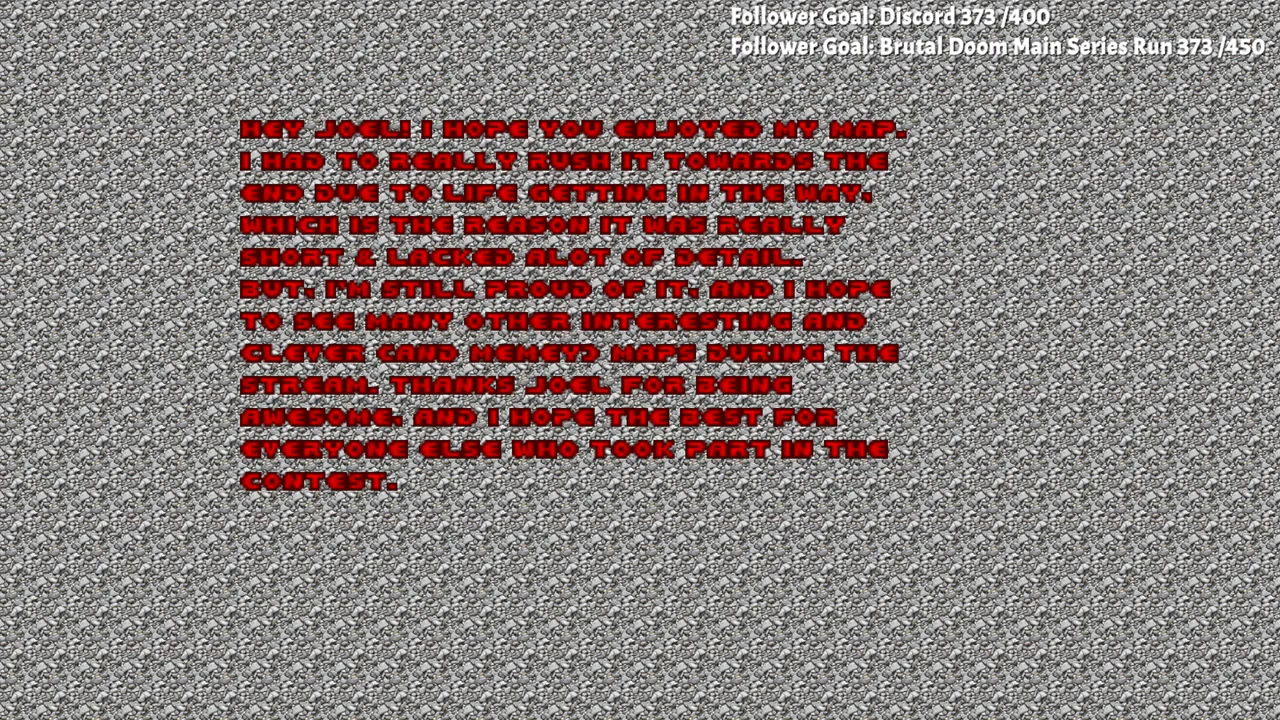 Follower Goal: Discord 373 /400
Follower Goal: Brutal Doom Main Series Run 373 /450
HEY JOEL! I HOPE YOU ENJOYED MY MAP.
I HAD TO REALLY RUSH IT TOWARDS THE
END DUE TO LIFE GETTING IN THE WAY,
WHICH IS THE REASON IT WAS REALLY
SHORT & LACKED ALOT OF DETAIL.
BUT, I'M STILL PROUD OF IT, AND I HOPE
TO SEE MANY OTHER INTERESTING AND
CLEVER (AND MEMEY) MAPS DURING THE
STREAM. THANKS JOEL FOR BEING
AWESOME, AND I HOPE THE BEST FOR
EVERYONE ELSE WHO TOOK PART IN THE
CONTEST.